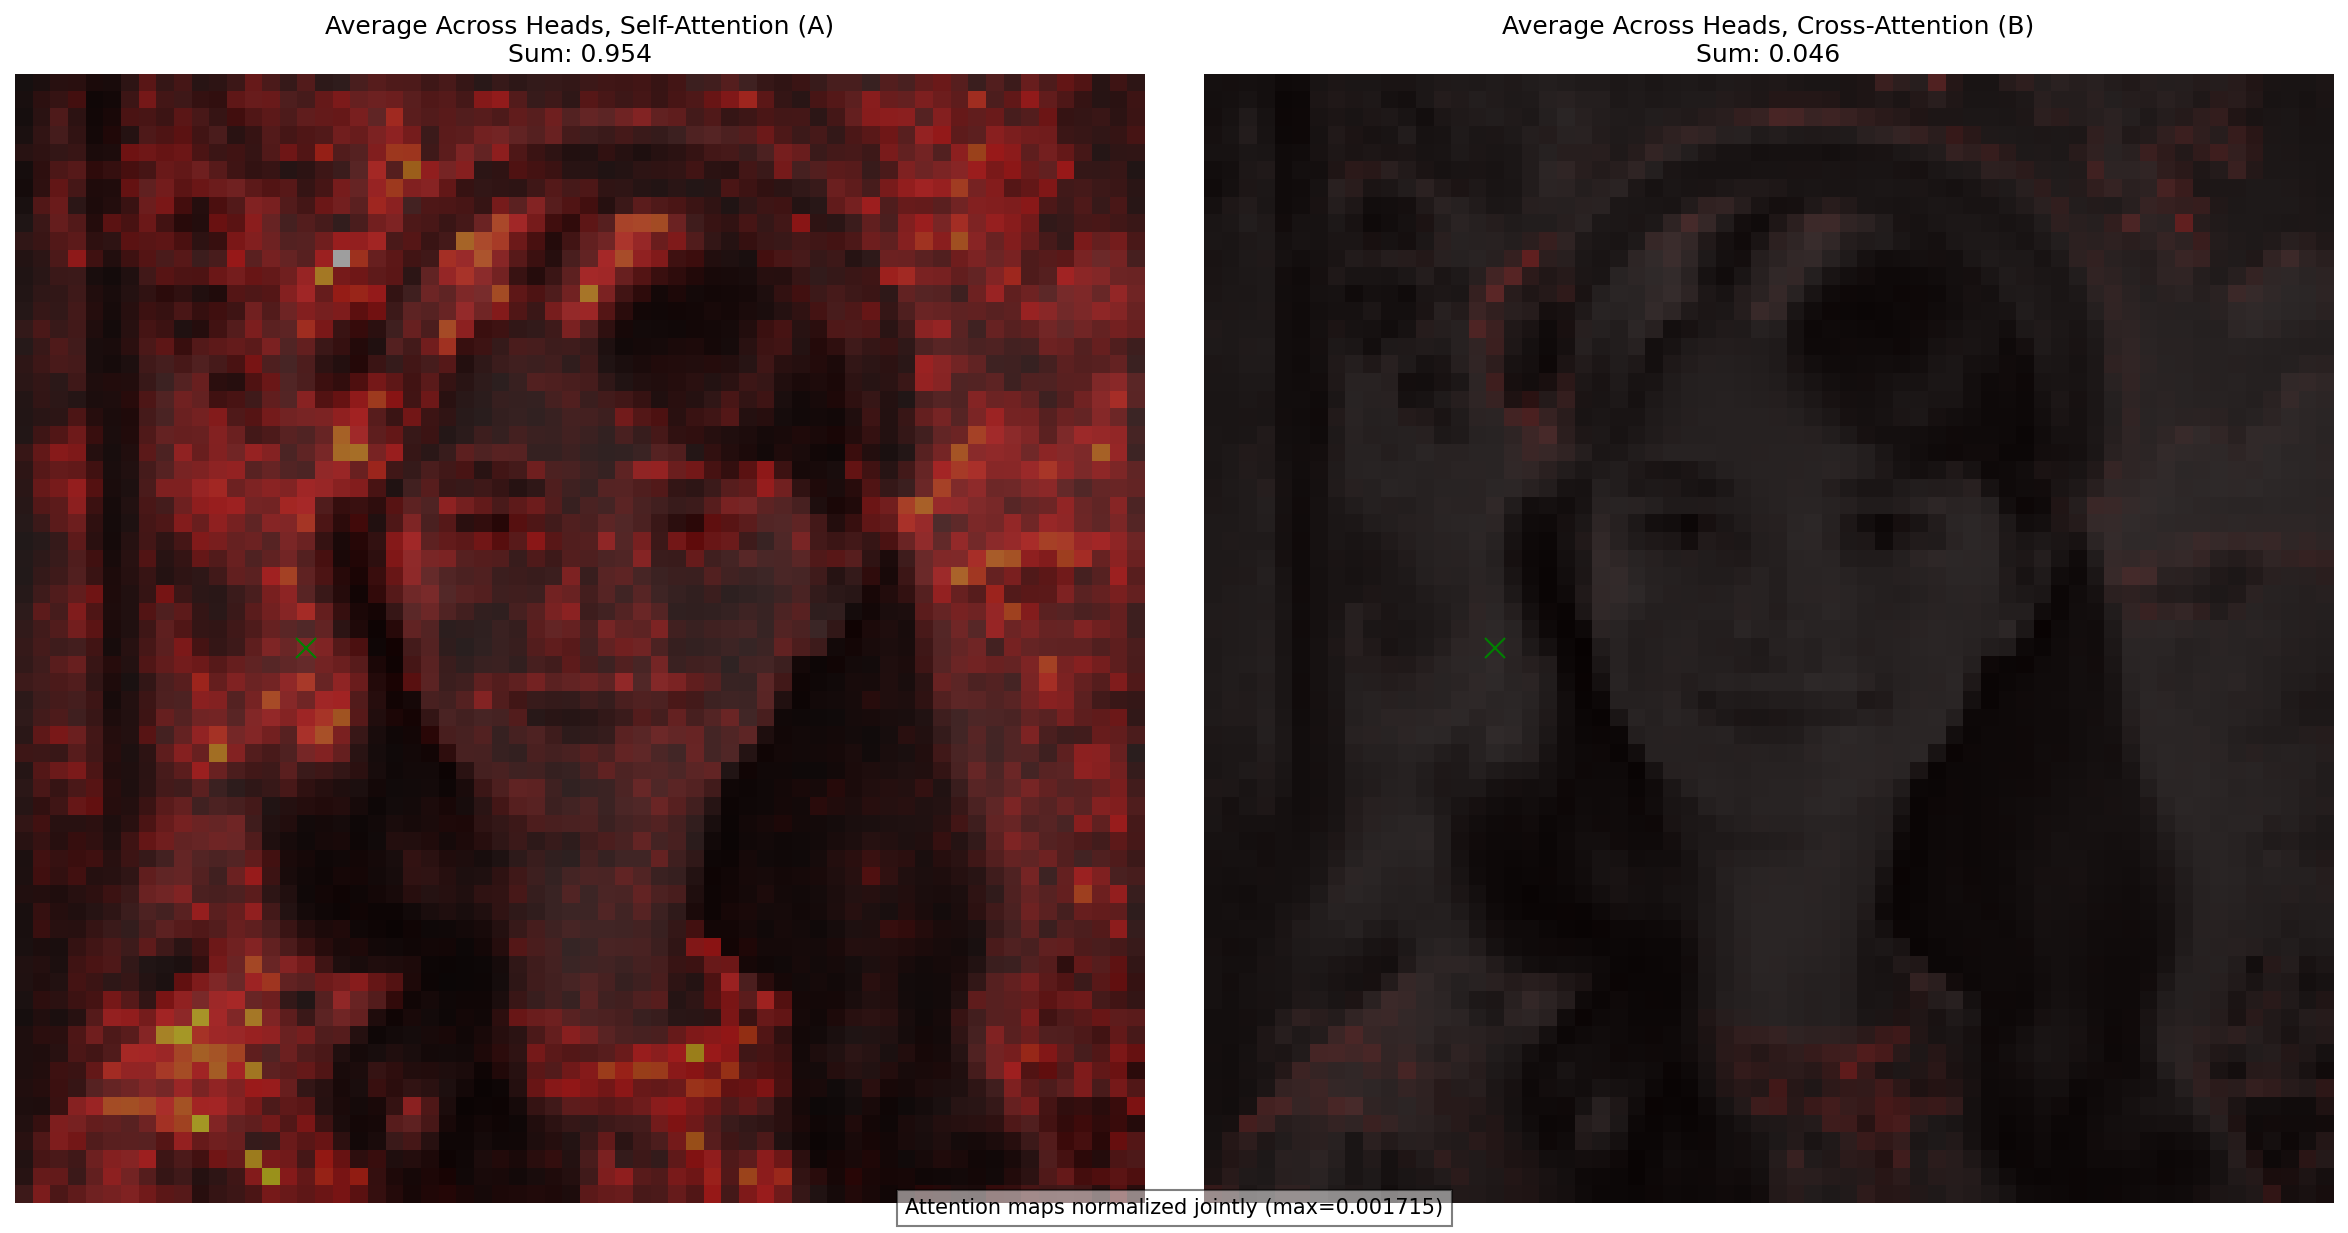 Average Across Heads, Self-Attention (A)
Sum: 0.954
Average Across Heads, Cross-Attention (B)
Sum: 0.046
Attention maps normalized jointly (max=0.001715)